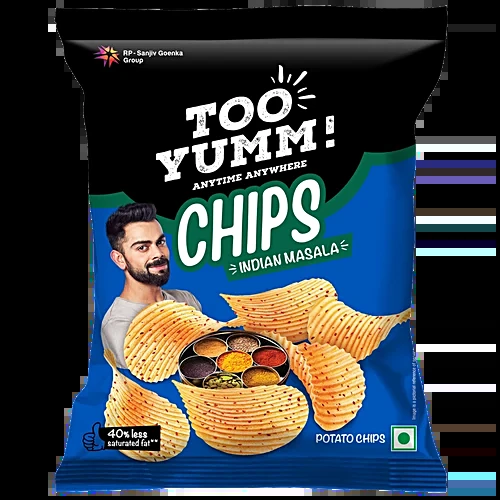 RP-Sanjiv Goenka
Group
TOO
YUMM!
ANYTIME ANYWHERE
CHIPS
INDIAN MASALA
40% less
saturated fat**
POTATO CHIPS